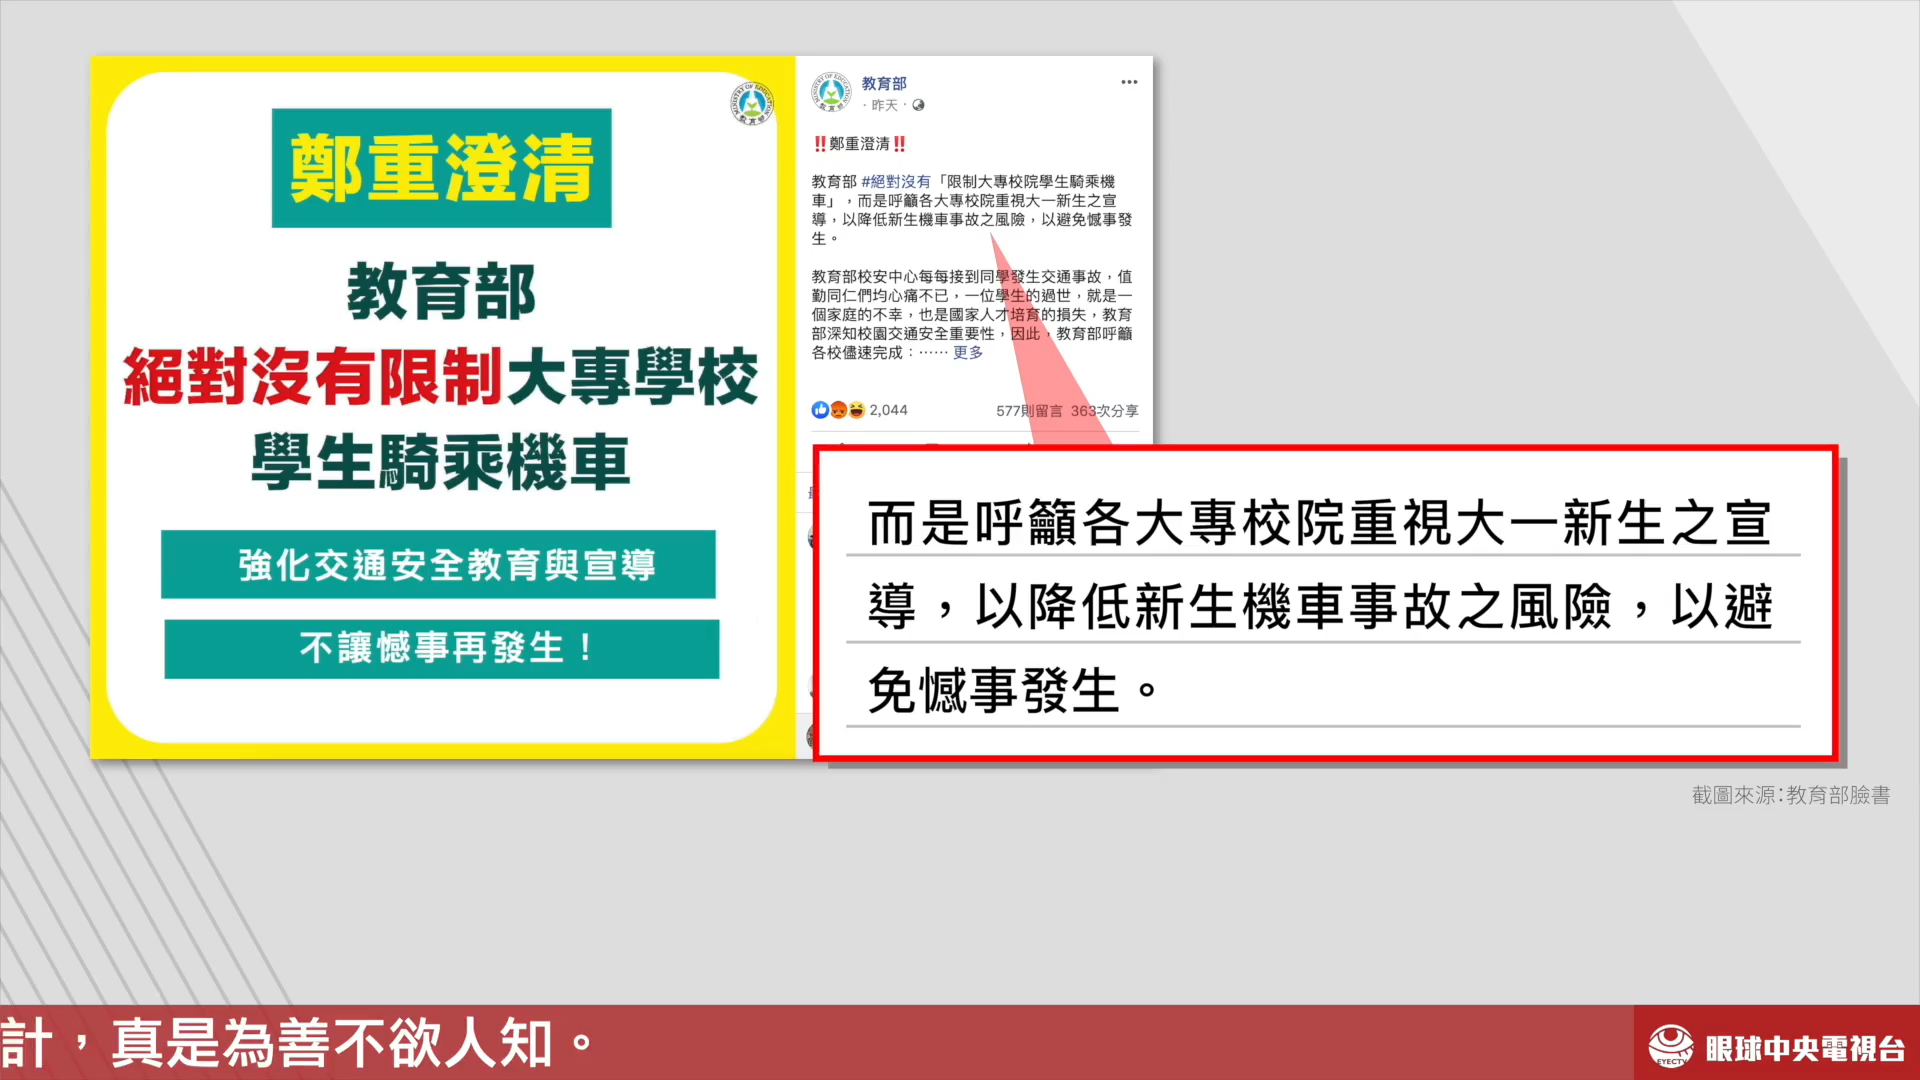 鄭重澄清
教育部
絕對沒有限制大專學校
學生騎乘機車
強化交通安全教育與宣導
不讓憾事再發生！
教育部
· 昨天 ·
‼鄭重澄清‼
教育部 #絕對沒有「限制大專校院學生騎乘機
車」，而是呼籲各大專校院重視大一新生之宣
導，以降低新生機車事故之風險，以避免憾事發
生。
教育部校安中心每每接到同學發生交通事故，值
勤同仁們均心痛不已，一位學生的過世，就是一
個家庭的不幸，也是國家人才培育的損失，教育
部深知校園交通安全重要性，因此，教育部呼籲
各校儘速完成：⋯⋯ 更多
2,044
577則留言 363次分享
而是呼籲各大專校院重視大一新生之宣
導，以降低新生機車事故之風險，以避
免憾事發生。
截圖來源:教育部臉書
計，真是為善不欲人知。
EYECTV
眼球中央電視台